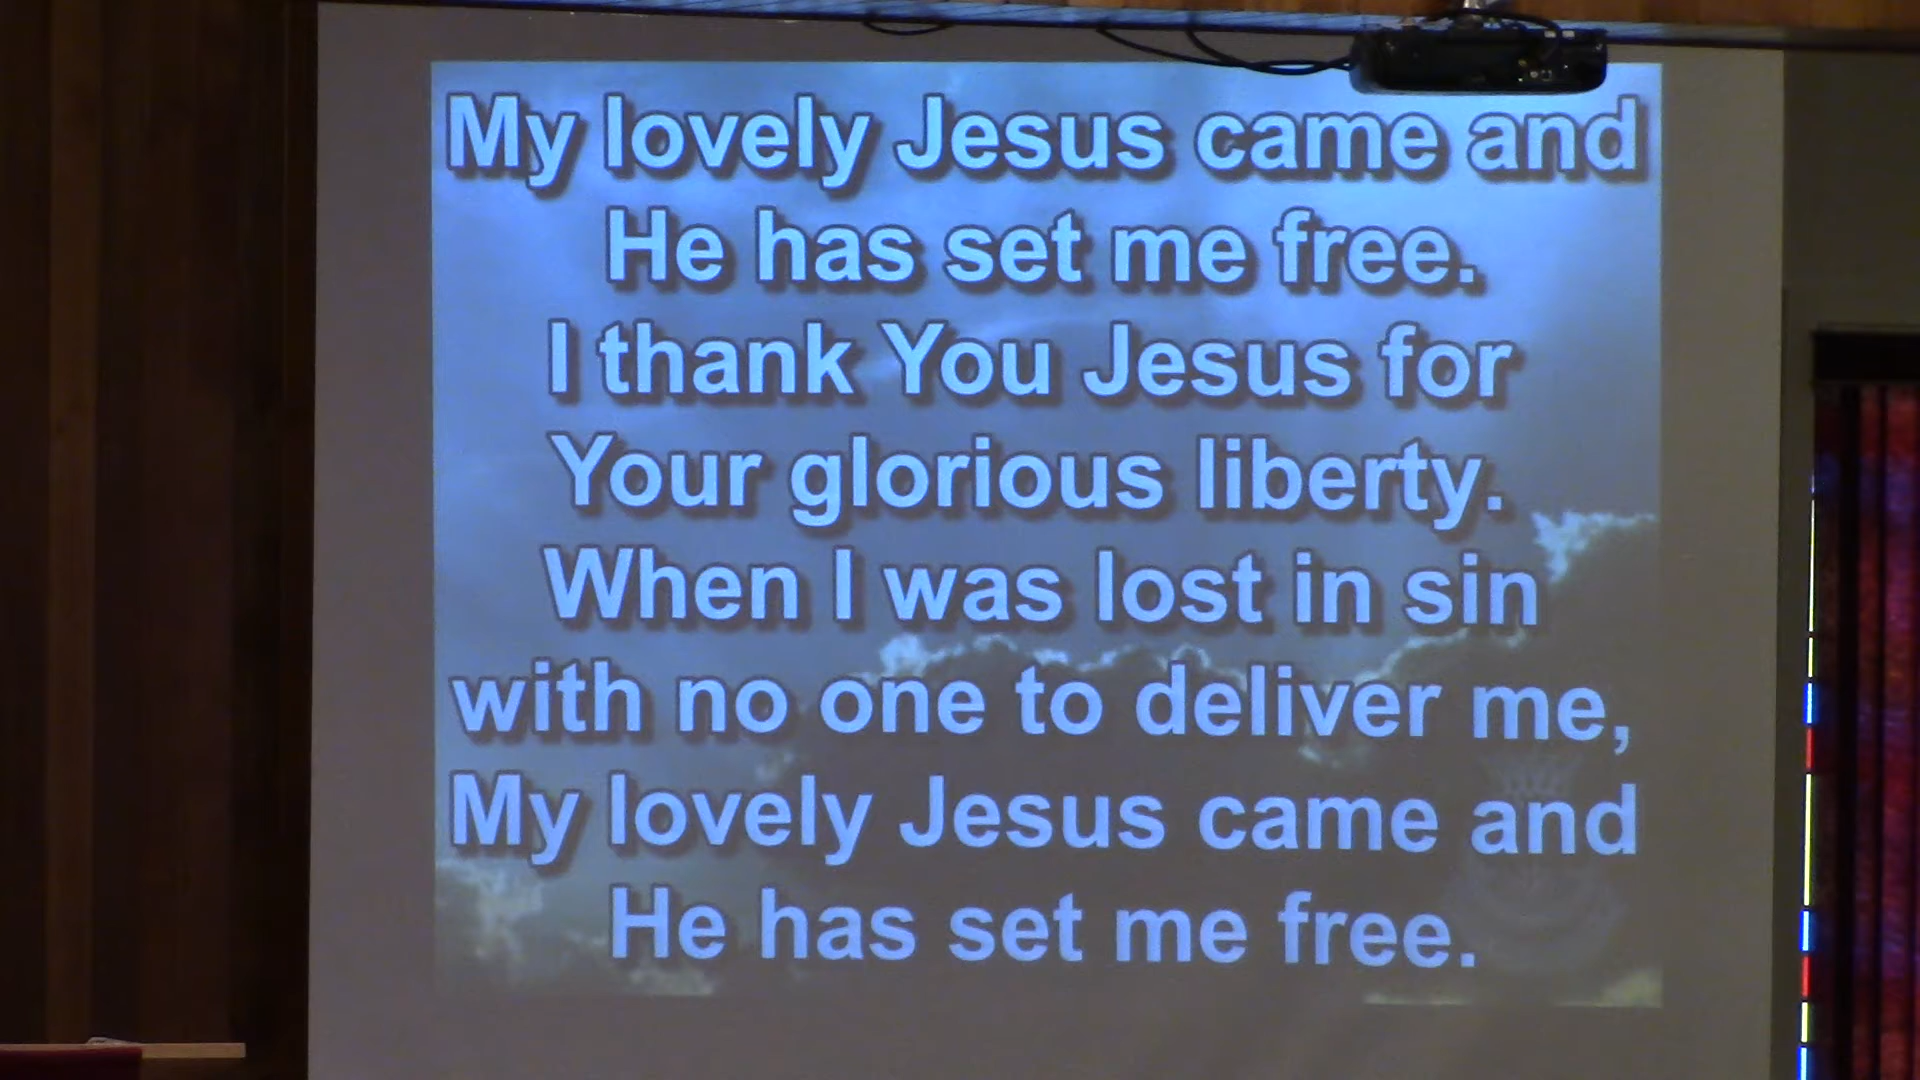 My lovely Jesus came and
He has set me free.
I thank You Jesus for
Your glorious liberty.
When I was lost in sin
with no one to deliver me,
My lovely Jesus came and
He has set me free.